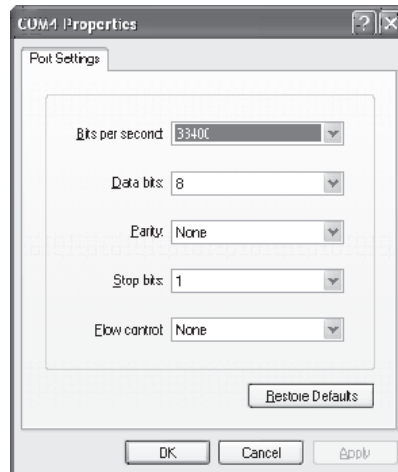 COM4 Properties
Port Settings
Bits per second: 38400
Data bits: 8
Parity: None
Stop bits: 1
Flow control: None
Restore Defaults
OK Cancel Apply